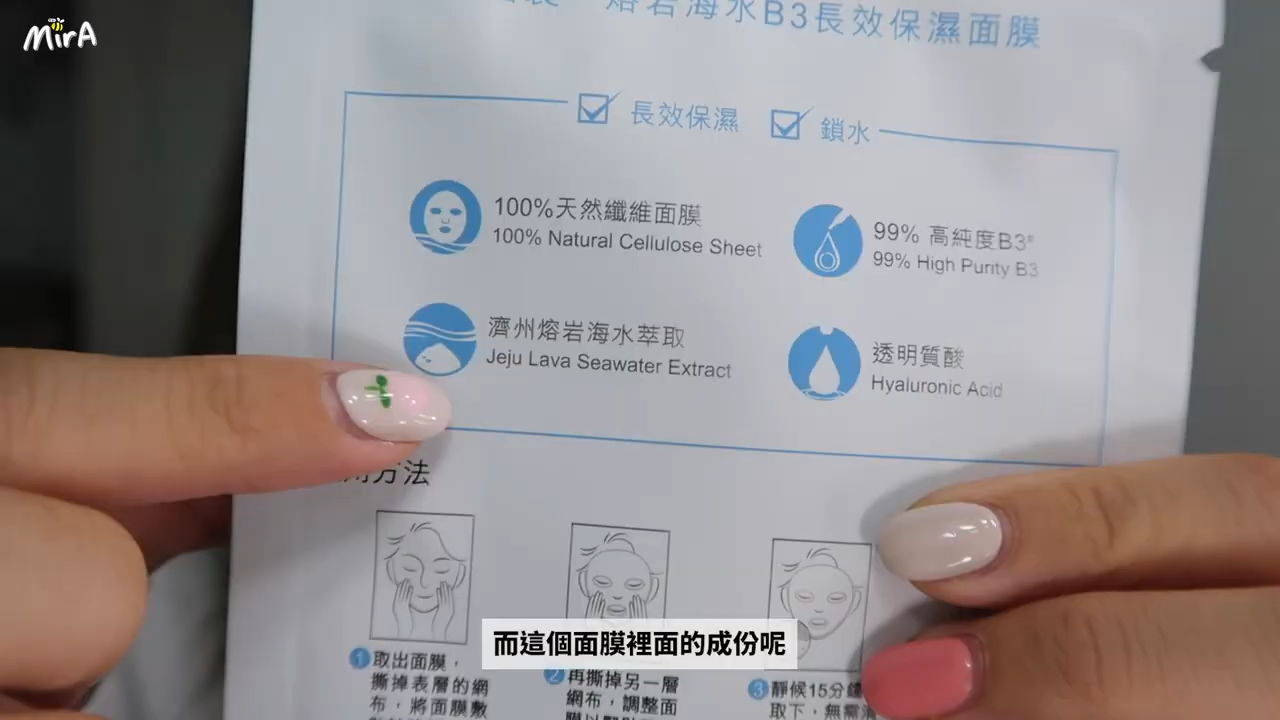 MirA
熔岩海水B3長效保濕面膜
長效保濕
鎖水
100%天然纖維面膜
100% Natural Cellulose Sheet
99% 高純度B3
99% High Purity B3
濟州熔岩海水萃取
Jeju Lava Seawater Extract
透明質酸
Hyaluronic Acid
方法
1 取出面膜，
撕掉表層的網
布，將面膜敷
2 再撕掉另一層
網布，調整面
3 靜候15分
取下，無需
而這個面膜裡面的成份呢